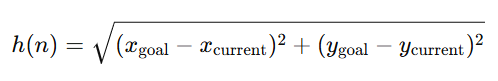 h(n) = √(x_goal − x_current)² + (y_goal − y_current)²